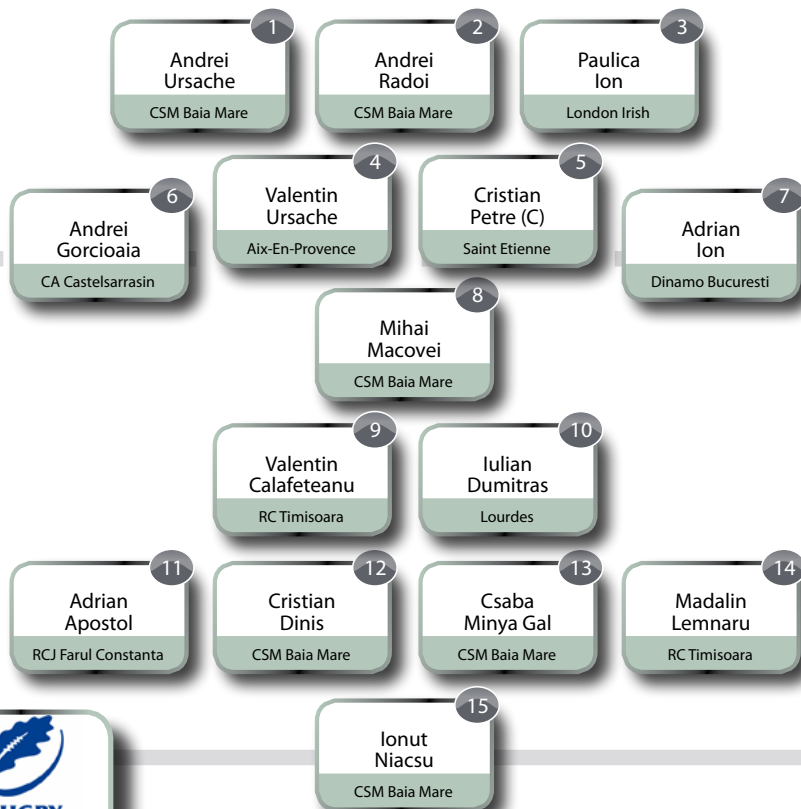 1
Andrei
Ursache
CSM Baia Mare
2
Andrei
Radoi
CSM Baia Mare
3
Paulica
Ion
London Irish
4
Valentin
Ursache
Aix-En-Provence
5
Cristian
Petre (C)
Saint Etienne
6
Andrei
Gorcioaia
CA Castelsarrasin
7
Adrian
Ion
Dinamo Bucuresti
8
Mihai
Macovei
CSM Baia Mare
9
Valentin
Calafeteanu
RC Timisoara
10
Iulian
Dumitras
Lourdes
11
Adrian
Apostol
RCJ Farul Constanta
12
Cristian
Dinis
CSM Baia Mare
13
Csaba
Minya Gal
CSM Baia Mare
14
Madalin
Lemnaru
RC Timisoara
15
Ionut
Niacsu
CSM Baia Mare